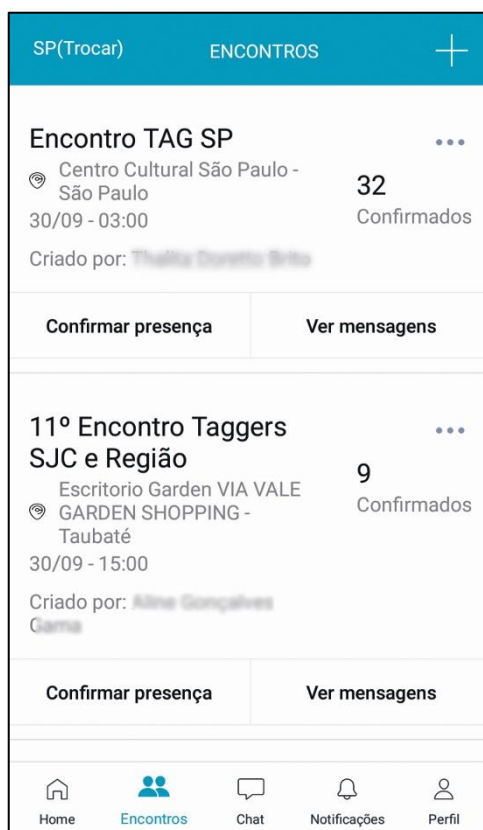 SP(Trocar) ENCONTROS
Encontro TAG SP
Centro Cultural São Paulo -
São Paulo
30/09 - 03:00
32
Confirmados
Criado por:
Confirmar presença Ver mensagens
11º Encontro Taggers
SJC e Região
Escritorio Garden VIA VALE
GARDEN SHOPPING -
Taubaté
30/09 - 15:00
9
Confirmados
Criado por:
Confirmar presença Ver mensagens
Home Encontros Chat Notificações Perfil